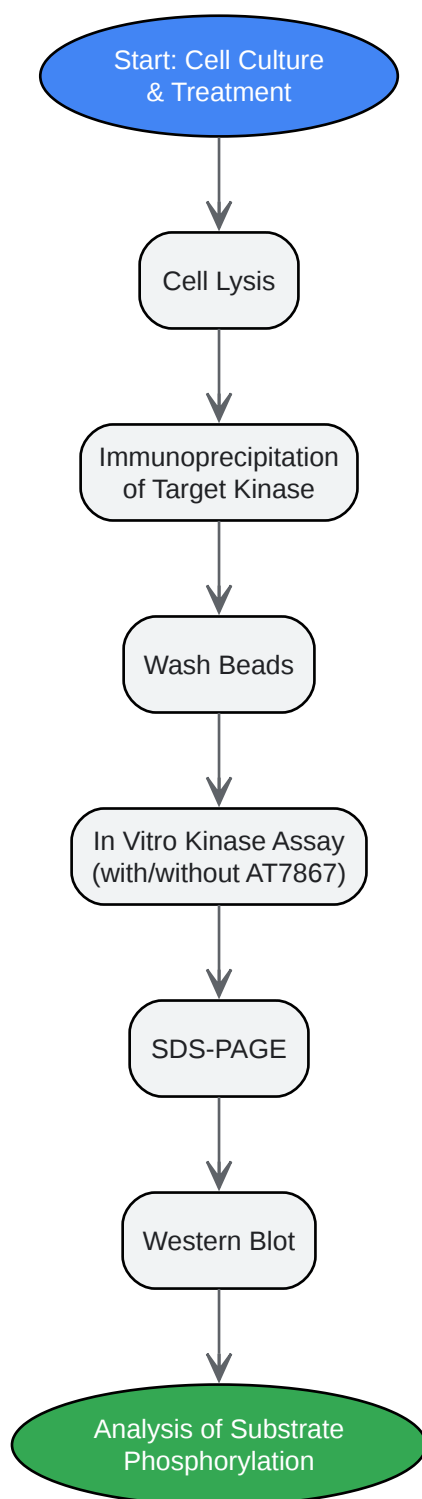 Start: Cell Culture
& Treatment
Cell Lysis
Immunoprecipitation
of Target Kinase
Wash Beads
In Vitro Kinase Assay
(with/without AT7867)
SDS-PAGE
Western Blot
Analysis of Substrate
Phosphorylation